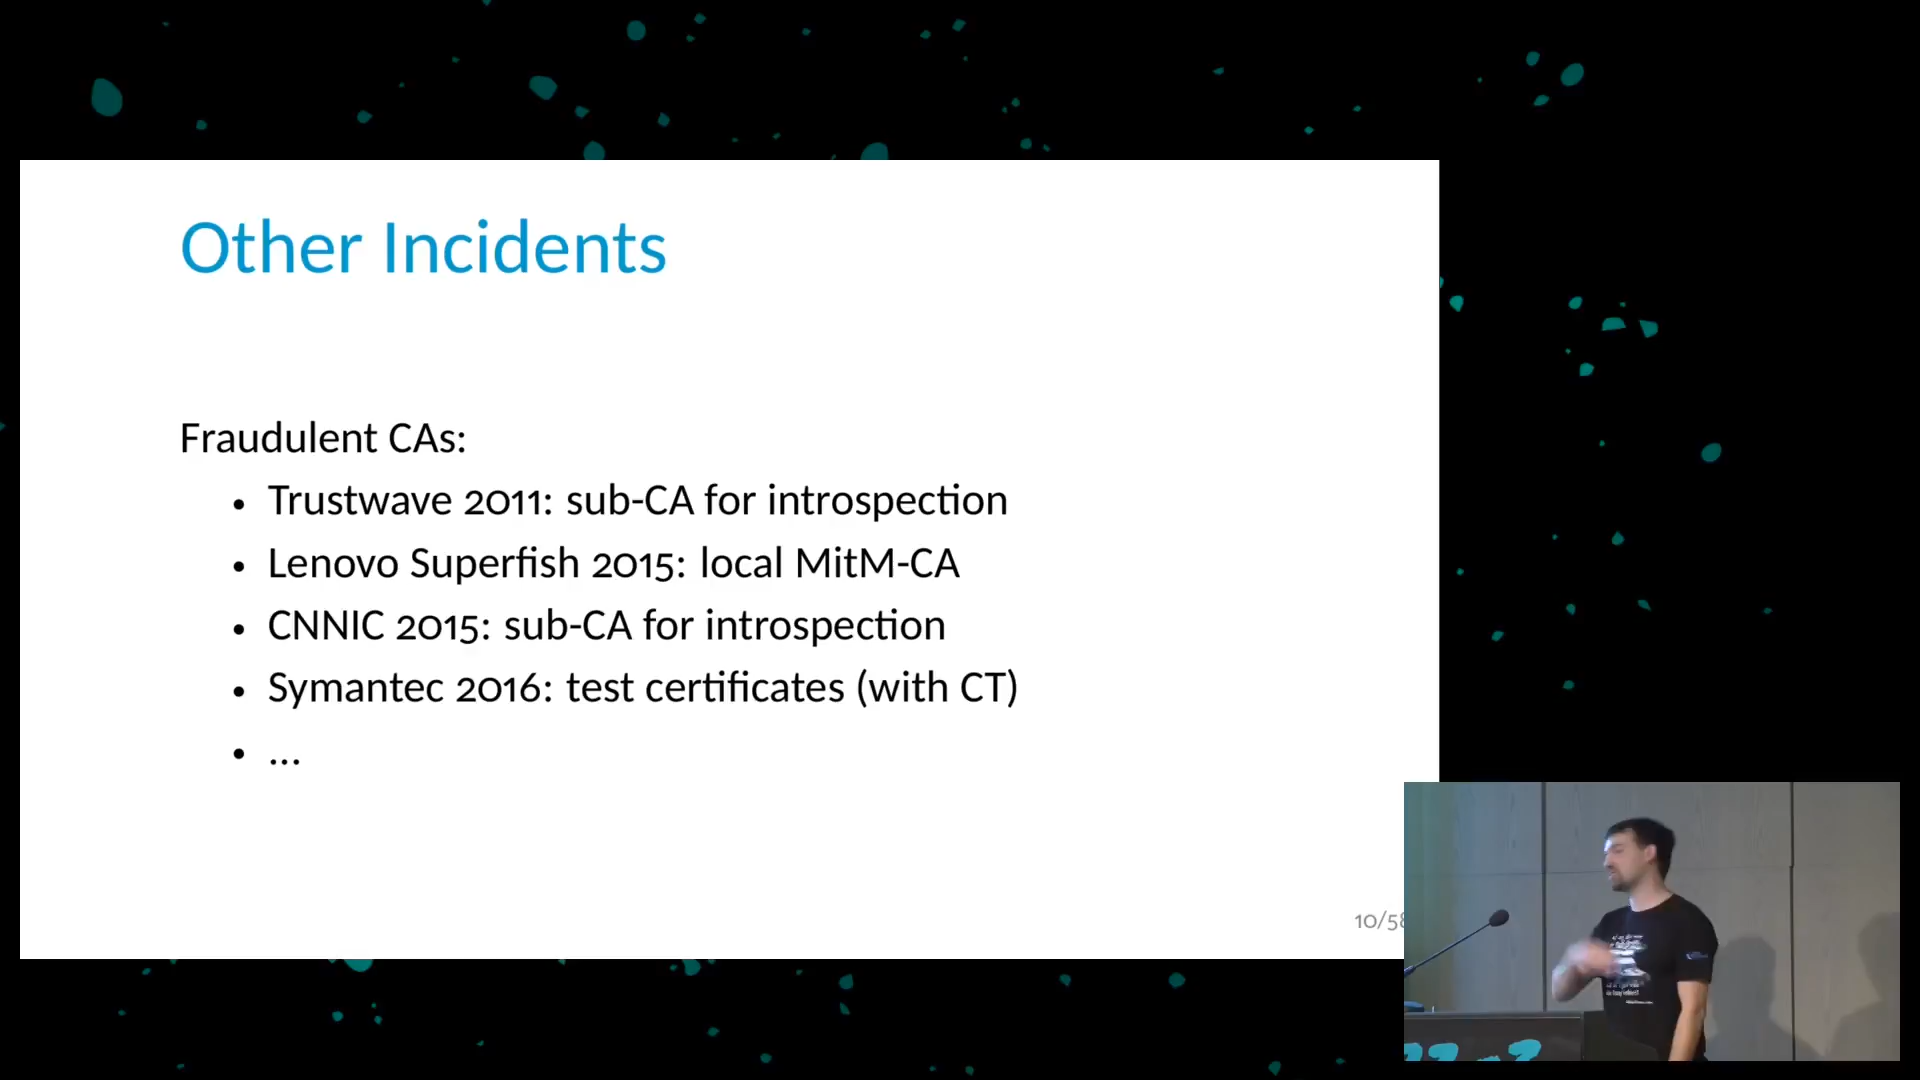 Other Incidents
Fraudulent CAs:
• Trustwave 2011: sub-CA for introspection
• Lenovo Superfish 2015: local MitM-CA
• CNNIC 2015: sub-CA for introspection
• Symantec 2016: test certificates (with CT)
• ...
10/58